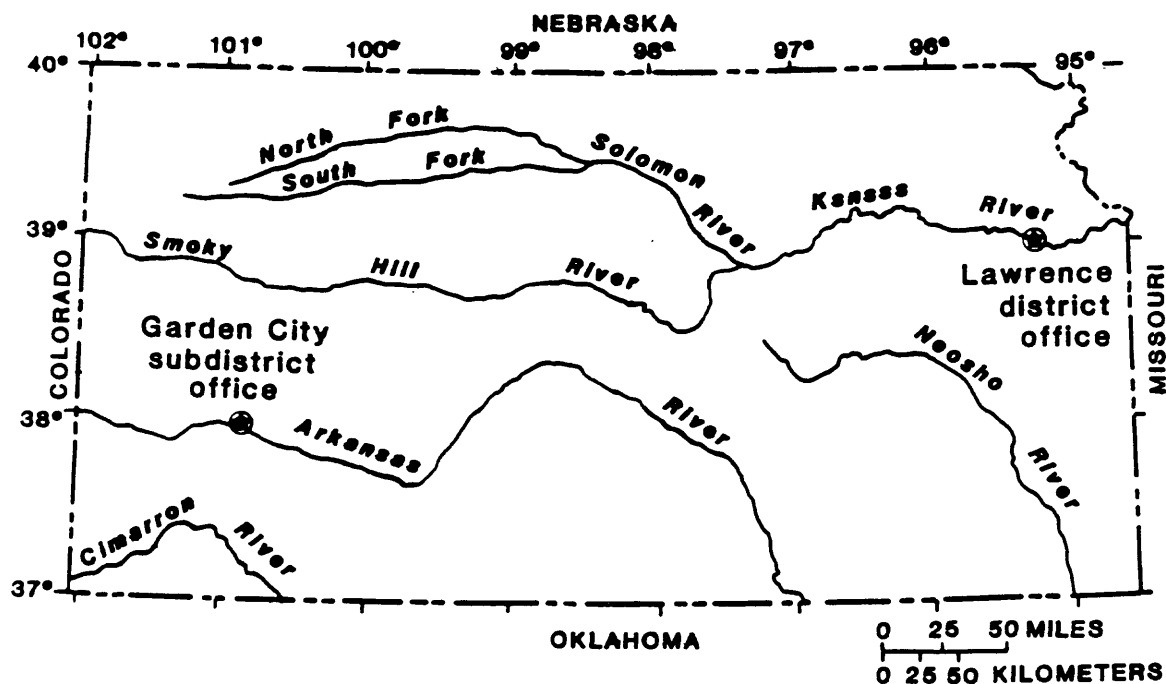 NEBRASKA
102° 101° 100° 99° 98° 97° 96° 95°
40°
North Fork
South Fork
Solomon
River
Ksnsss River
39°
Smoky Hill River
Lawrence
district
office
COLORADO
MISSOURI
Garden City
subdistrict
office
Neosho
River
38°
Arkansas
River
Cimarron
River
37°
OKLAHOMA
0 25 50 MILES
0 25 50 KILOMETERS